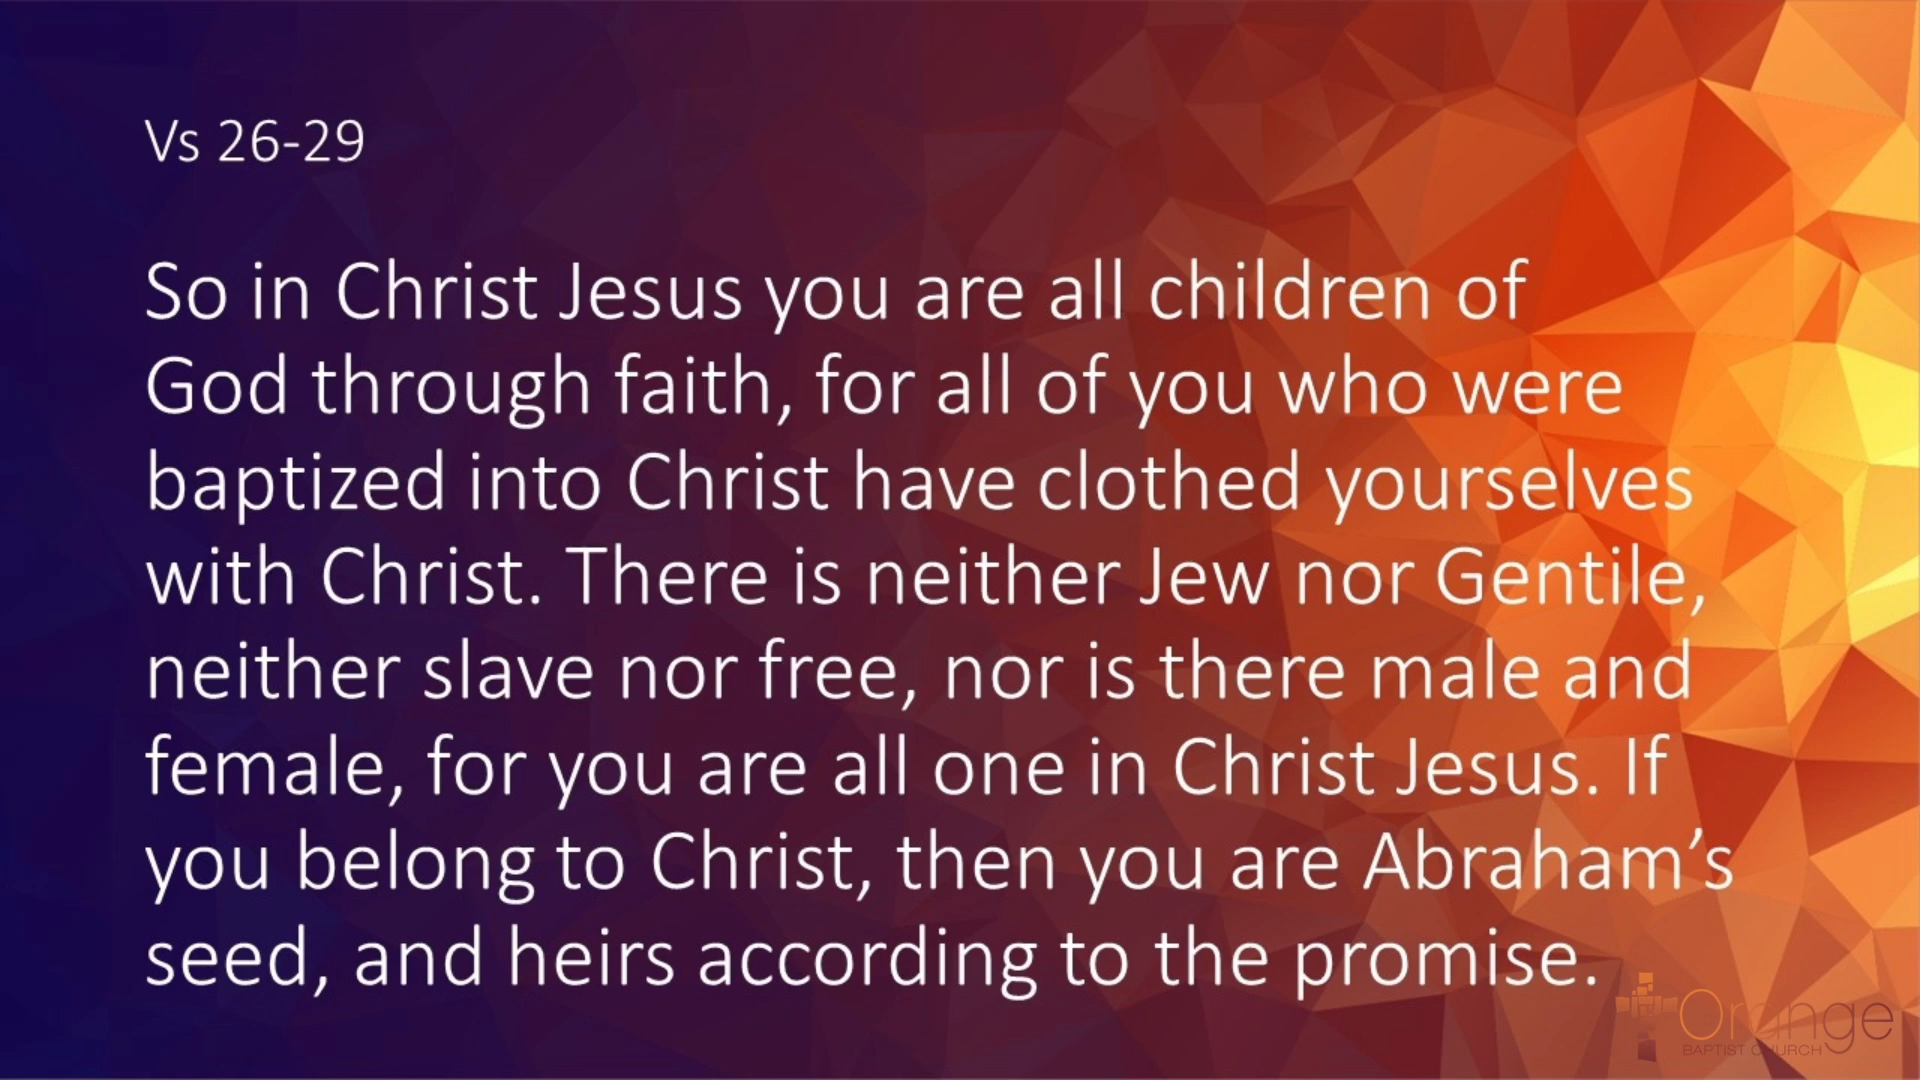 Vs 26-29
So in Christ Jesus you are all children of
God through faith, for all of you who were
baptized into Christ have clothed yourselves
with Christ. There is neither Jew nor Gentile,
neither slave nor free, nor is there male and
female, for you are all one in Christ Jesus. If
you belong to Christ, then you are Abraham’s
seed, and heirs according to the promise.
Orange
BAPTIST CHURCH